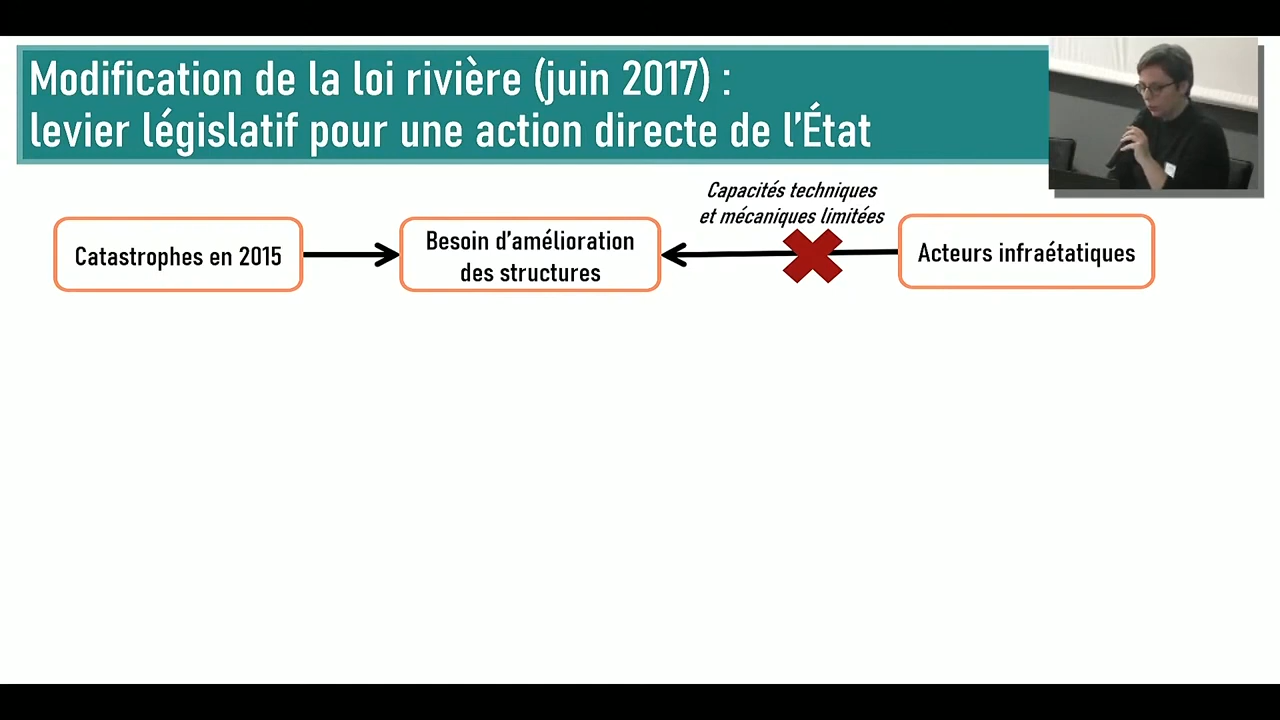 Modification de la loi rivière (juin 2017) :
levier législatif pour une action directe de l’État
Capacités techniques
et mécaniques limitées
Catastrophes en 2015
Besoin d’amélioration
des structures
Acteurs infraétatiques